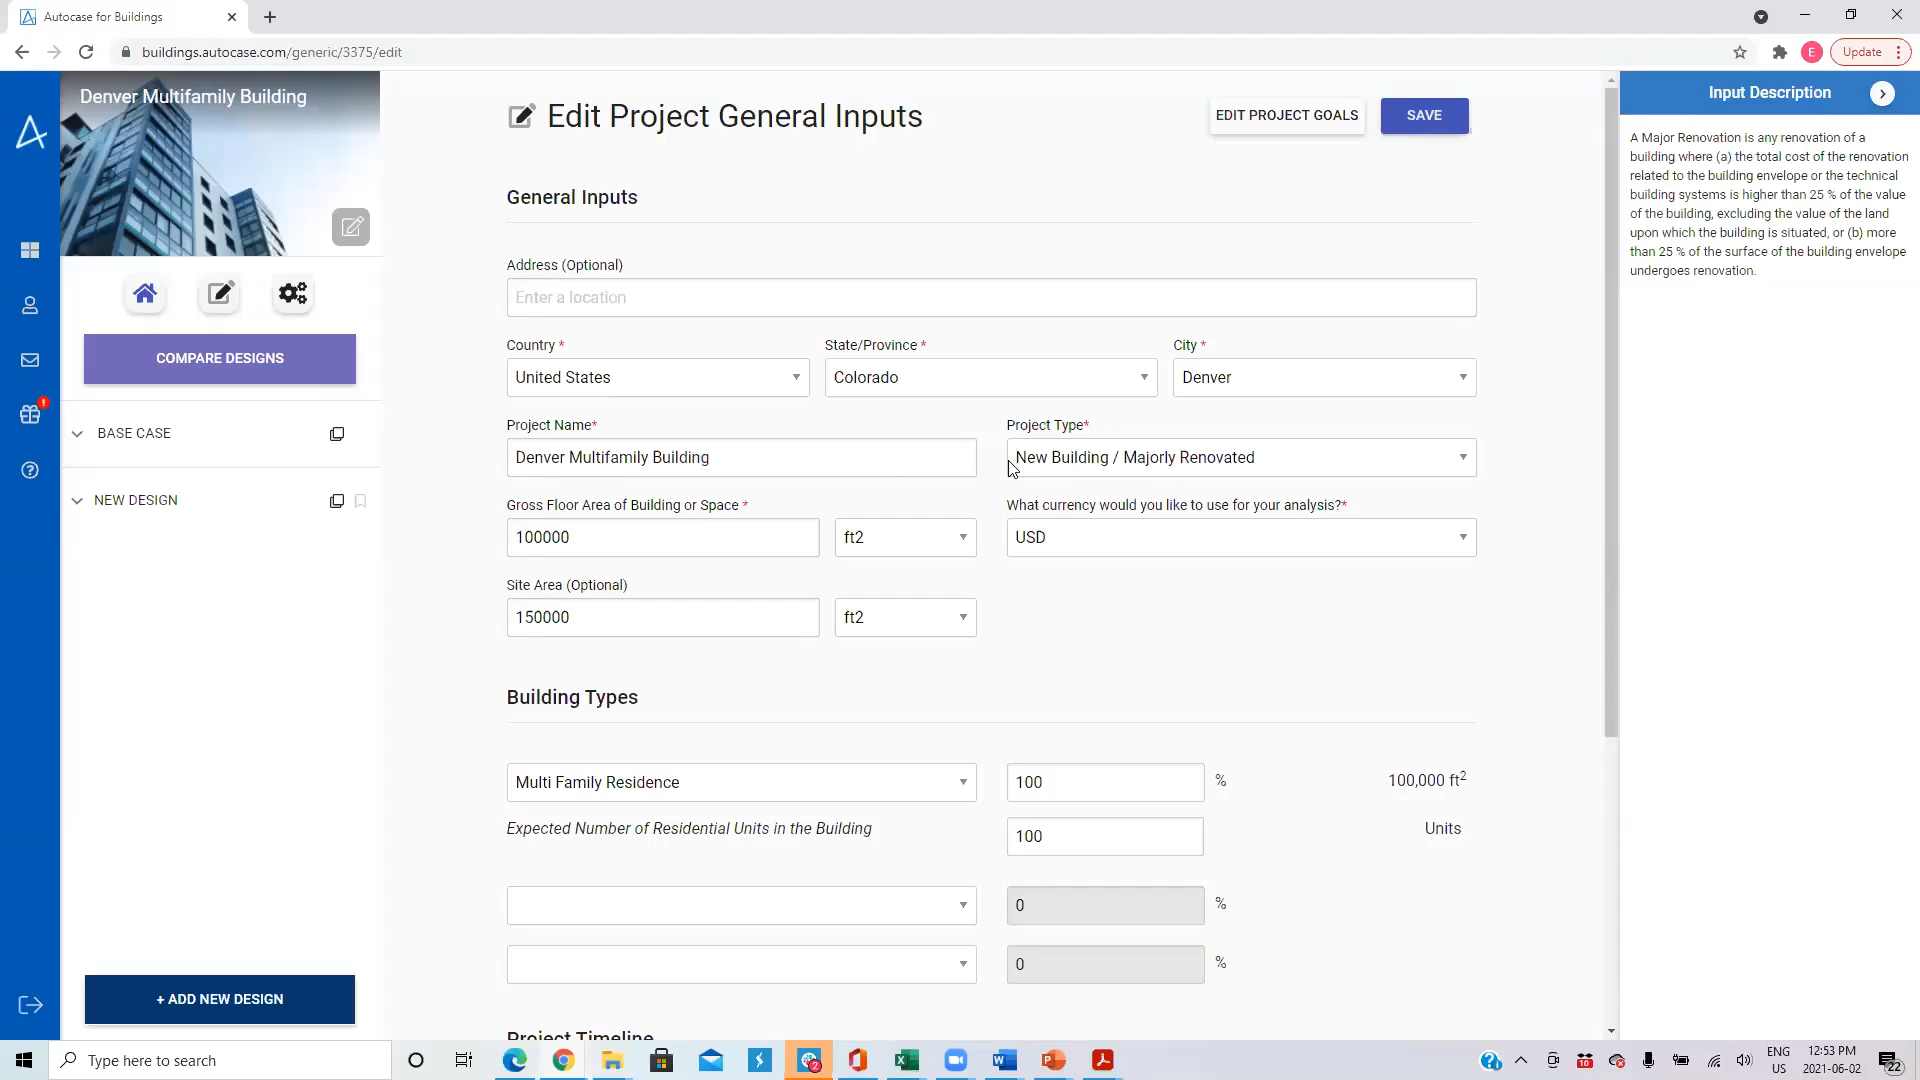 Autocase for Buildings
buildings.autocase.com/generic/3375/edit
E
Update
Denver Multifamily Building
COMPARE DESIGNS
BASE CASE
NEW DESIGN
+ ADD NEW DESIGN
Edit Project General Inputs
EDIT PROJECT GOALS
SAVE
General Inputs
Address (Optional)
Enter a location
Country *
State/Province *
City *
United States
Colorado
Denver
Project Name*
Project Type*
Denver Multifamily Building
New Building / Majorly Renovated
Gross Floor Area of Building or Space *
What currency would you like to use for your analysis?*
100000
ft2
USD
Site Area (Optional)
150000
ft2
Building Types
Multi Family Residence
100
%
100,000 ft2
Expected Number of Residential Units in the Building
100
Units
0
%
0
%
Project Timeline
Input Description
A Major Renovation is any renovation of a
building where (a) the total cost of the renovation
related to the building envelope or the technical
building systems is higher than 25 % of the value
of the building, excluding the value of the land
upon which the building is situated, or (b) more
than 25 % of the surface of the building envelope
undergoes renovation.
Type here to search
ENG
US
12:53 PM
2021-06-02
22